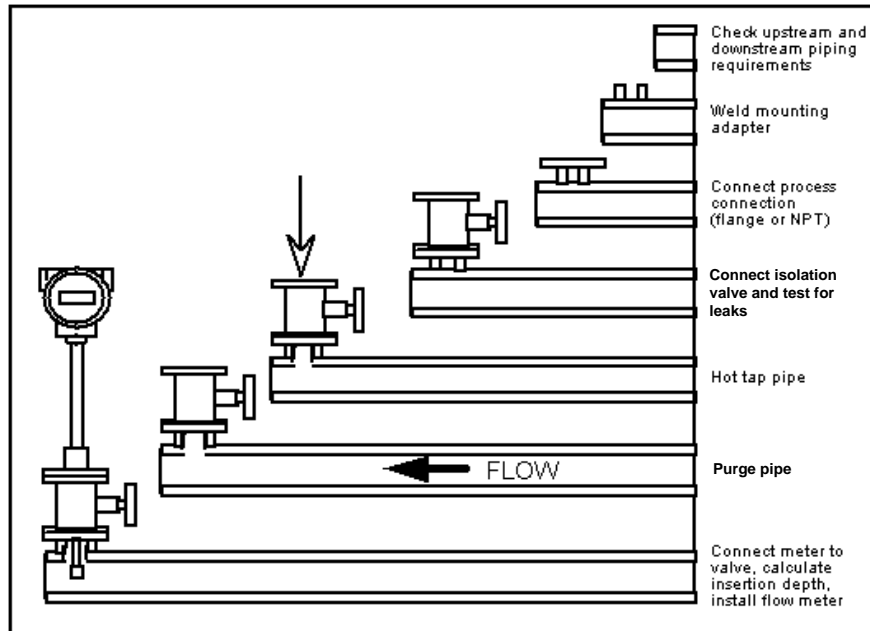 Check upstream and
downstream piping
requirements
Weld mounting
adapter
Connect process
connection
(flange or NPT)
Connect isolation
valve and test for
leaks
Hot tap pipe
FLOW
Purge pipe
Connect meter to
valve, calculate
insertion depth,
install flow meter